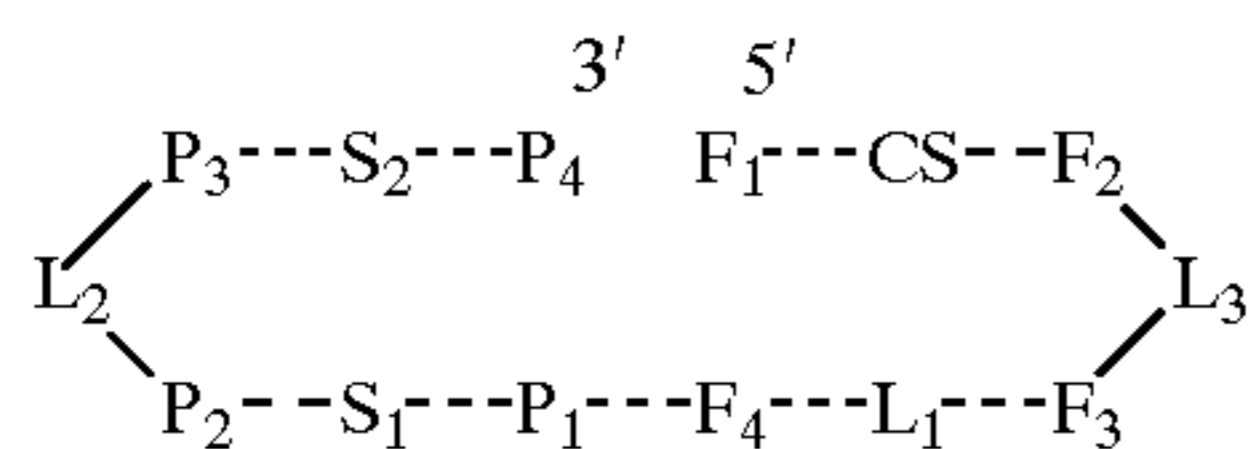 3′ 5′
P₃ S₂ P₄ F₁ CS F₂
L₂ L₃
P₂ S₁ P₁ F₄ L₁ F₃